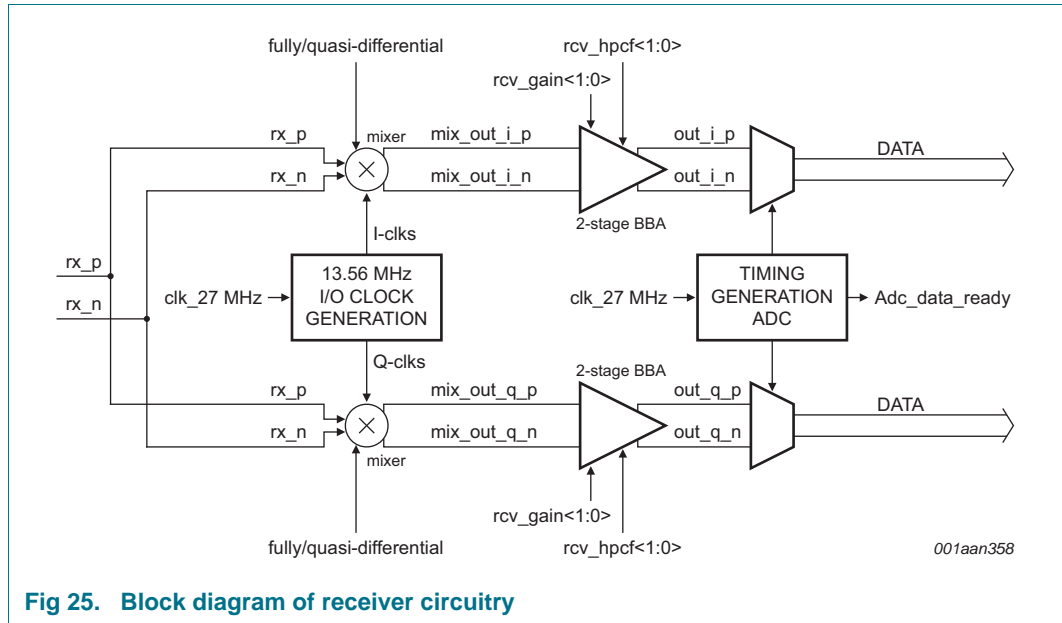 fully/quasi-differential
rcv_hpcf<1:0>
rcv_gain<1:0>
rx_p
mixer
mix_out_i_p
out_i_p
DATA
rx_n
mix_out_i_n
out_i_n
2-stage BBA
I-clks
rx_p
rx_n
clk_27 MHz
13.56 MHz
I/O CLOCK
GENERATION
clk_27 MHz
TIMING
GENERATION
ADC
Adc_data_ready
Q-clks
2-stage BBA
rx_p
mix_out_q_p
out_q_p
DATA
rx_n
mix_out_q_n
out_q_n
mixer
rcv_gain<1:0>
fully/quasi-differential
rcv_hpcf<1:0>
001aan358
Fig 25. Block diagram of receiver circuitry